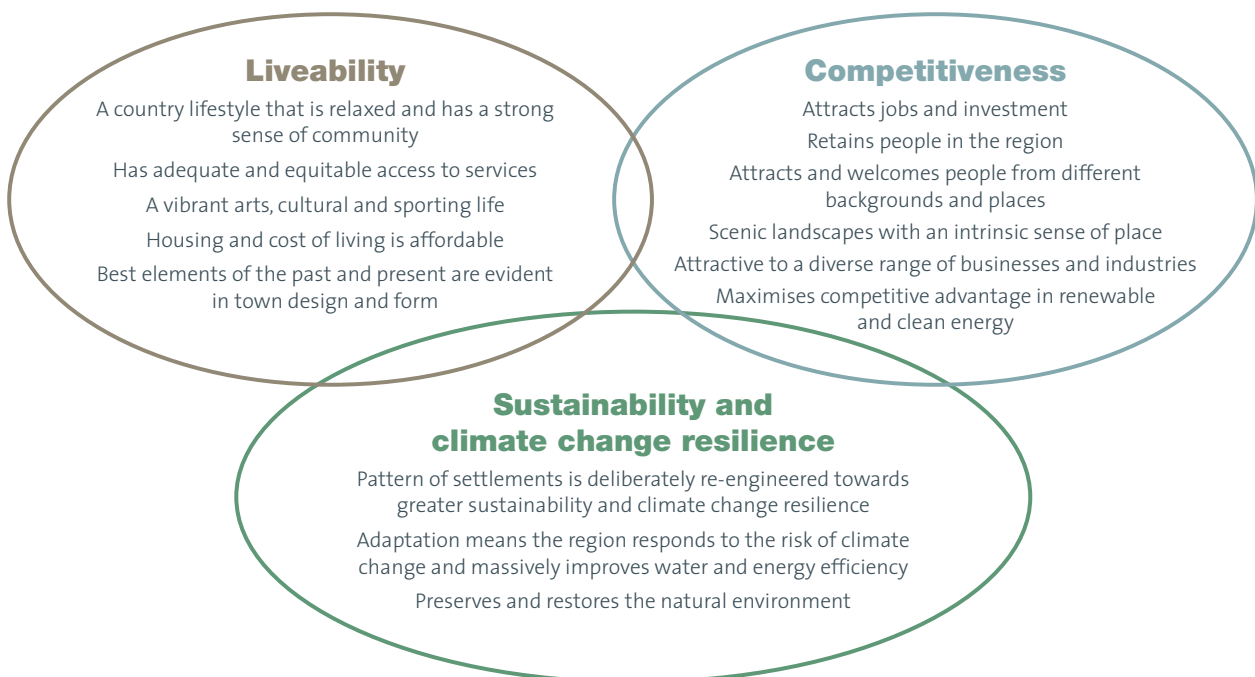 Liveability
A country lifestyle that is relaxed and has a strong
sense of community
Has adequate and equitable access to services
A vibrant arts, cultural and sporting life
Housing and cost of living is affordable
Best elements of the past and present are evident
in town design and form
Competitiveness
Attracts jobs and investment
Retains people in the region
Attracts and welcomes people from different
backgrounds and places
Scenic landscapes with an intrinsic sense of place
Attractive to a diverse range of businesses and industries
Maximises competitive advantage in renewable
and clean energy
Sustainability and
climate change resilience
Pattern of settlements is deliberately re-engineered towards
greater sustainability and climate change resilience
Adaptation means the region responds to the risk of climate
change and massively improves water and energy efficiency
Preserves and restores the natural environment